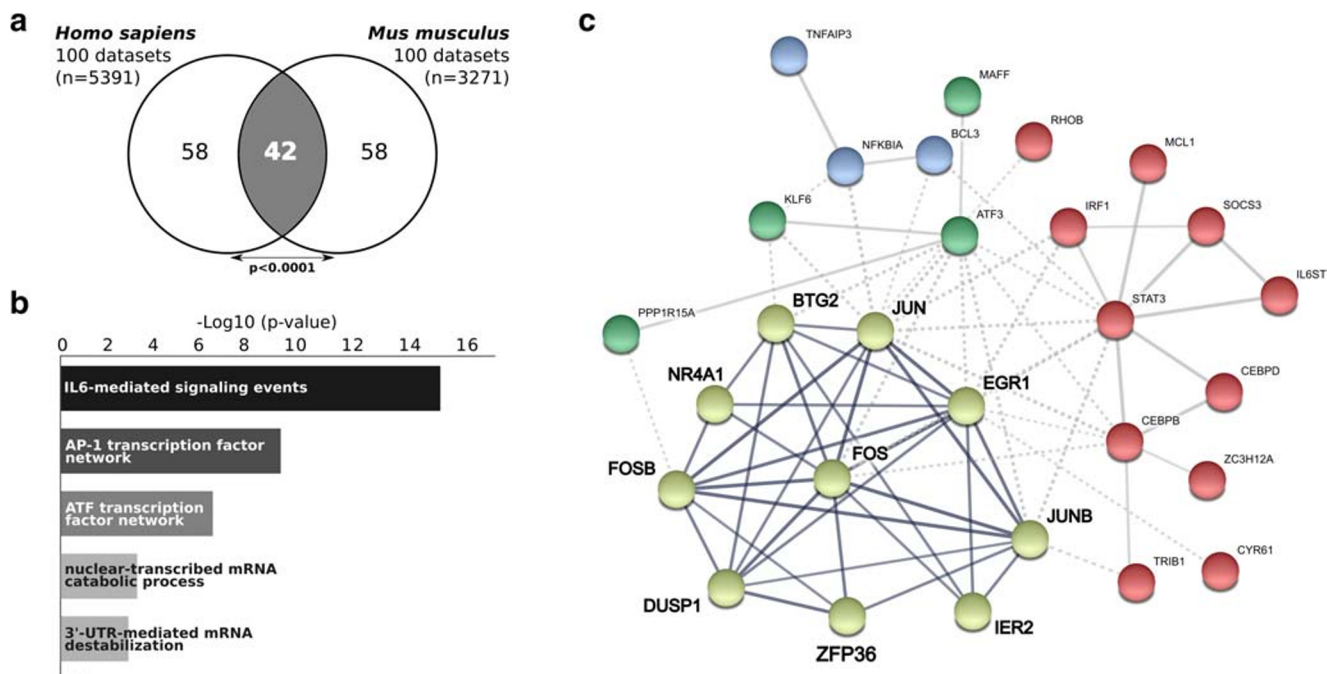 a
Homo sapiens
100 datasets
(n=5391)
Mus musculus
100 datasets
(n=3271)
58
42
58
p<0.0001
b
-Log10 (p-value)
0 2 4 6 8 10 12 14 16
IL6-mediated signaling events
AP-1 transcription factor
network
ATF transcription
factor network
nuclear-transcribed mRNA
catabolic process
3'-UTR-mediated mRNA
destabilization
c
TNFAIP3
MAFF
RHOB
BCL3
NFKBIA
MCL1
KLF6
ATF3
IRF1
SOCS3
IL6ST
STAT3
PPP1R15A
BTG2
JUN
NR4A1
EGR1
CEBPD
CEBPB
FOSB
FOS
ZC3H12A
JUNB
CYR61
TRIB1
DUSP1
IER2
ZFP36